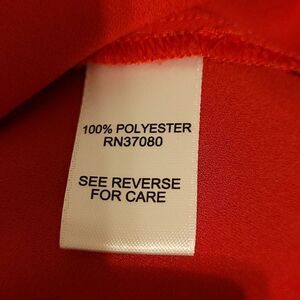 100% POLYESTER
RN37080
SEE REVERSE
FOR CARE